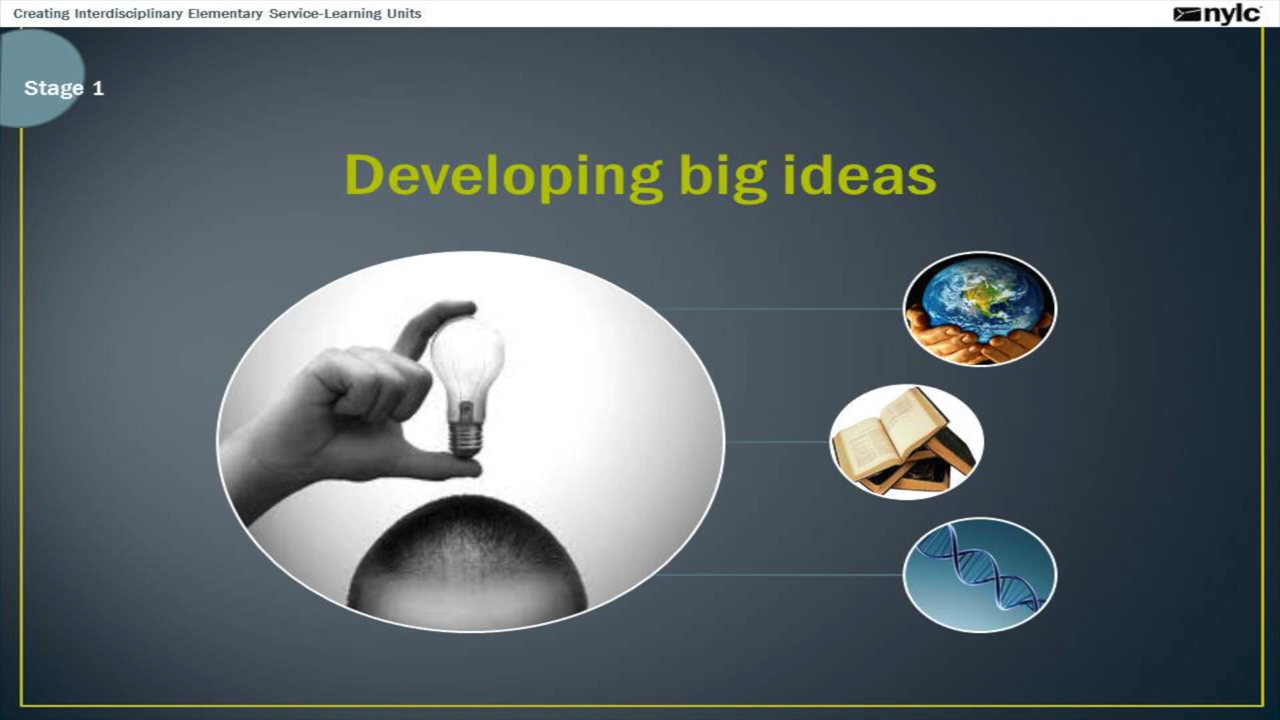 Creating Interdisciplinary Elementary Service-Learning Units
nylc
Stage 1
Developing big ideas